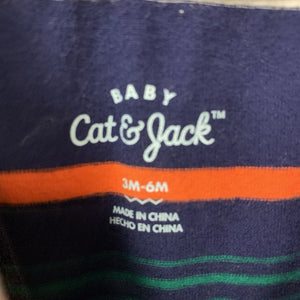 BABY
Cat & Jack™
3M-6M
MADE IN CHINA
HECHO EN CHINA